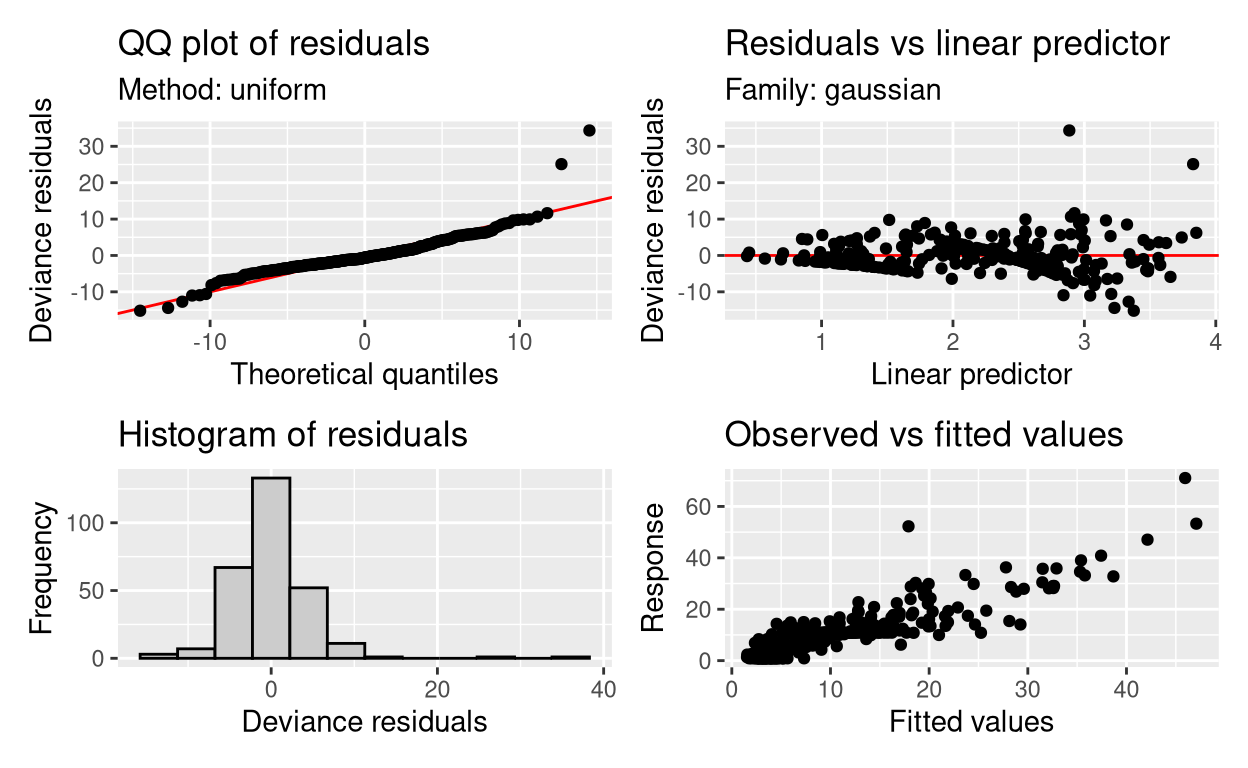 QQ plot of residuals
Method: uniform
Deviance residuals
30
20
10
0
-10
-10
0
10
Theoretical quantiles
Residuals vs linear predictor
Family: gaussian
Deviance residuals
30
20
10
0
-10
1
2
3
4
Linear predictor
Histogram of residuals
Frequency
100
50
0
0
20
40
Deviance residuals
Observed vs fitted values
Response
60
40
20
0
0
10
20
30
40
Fitted values